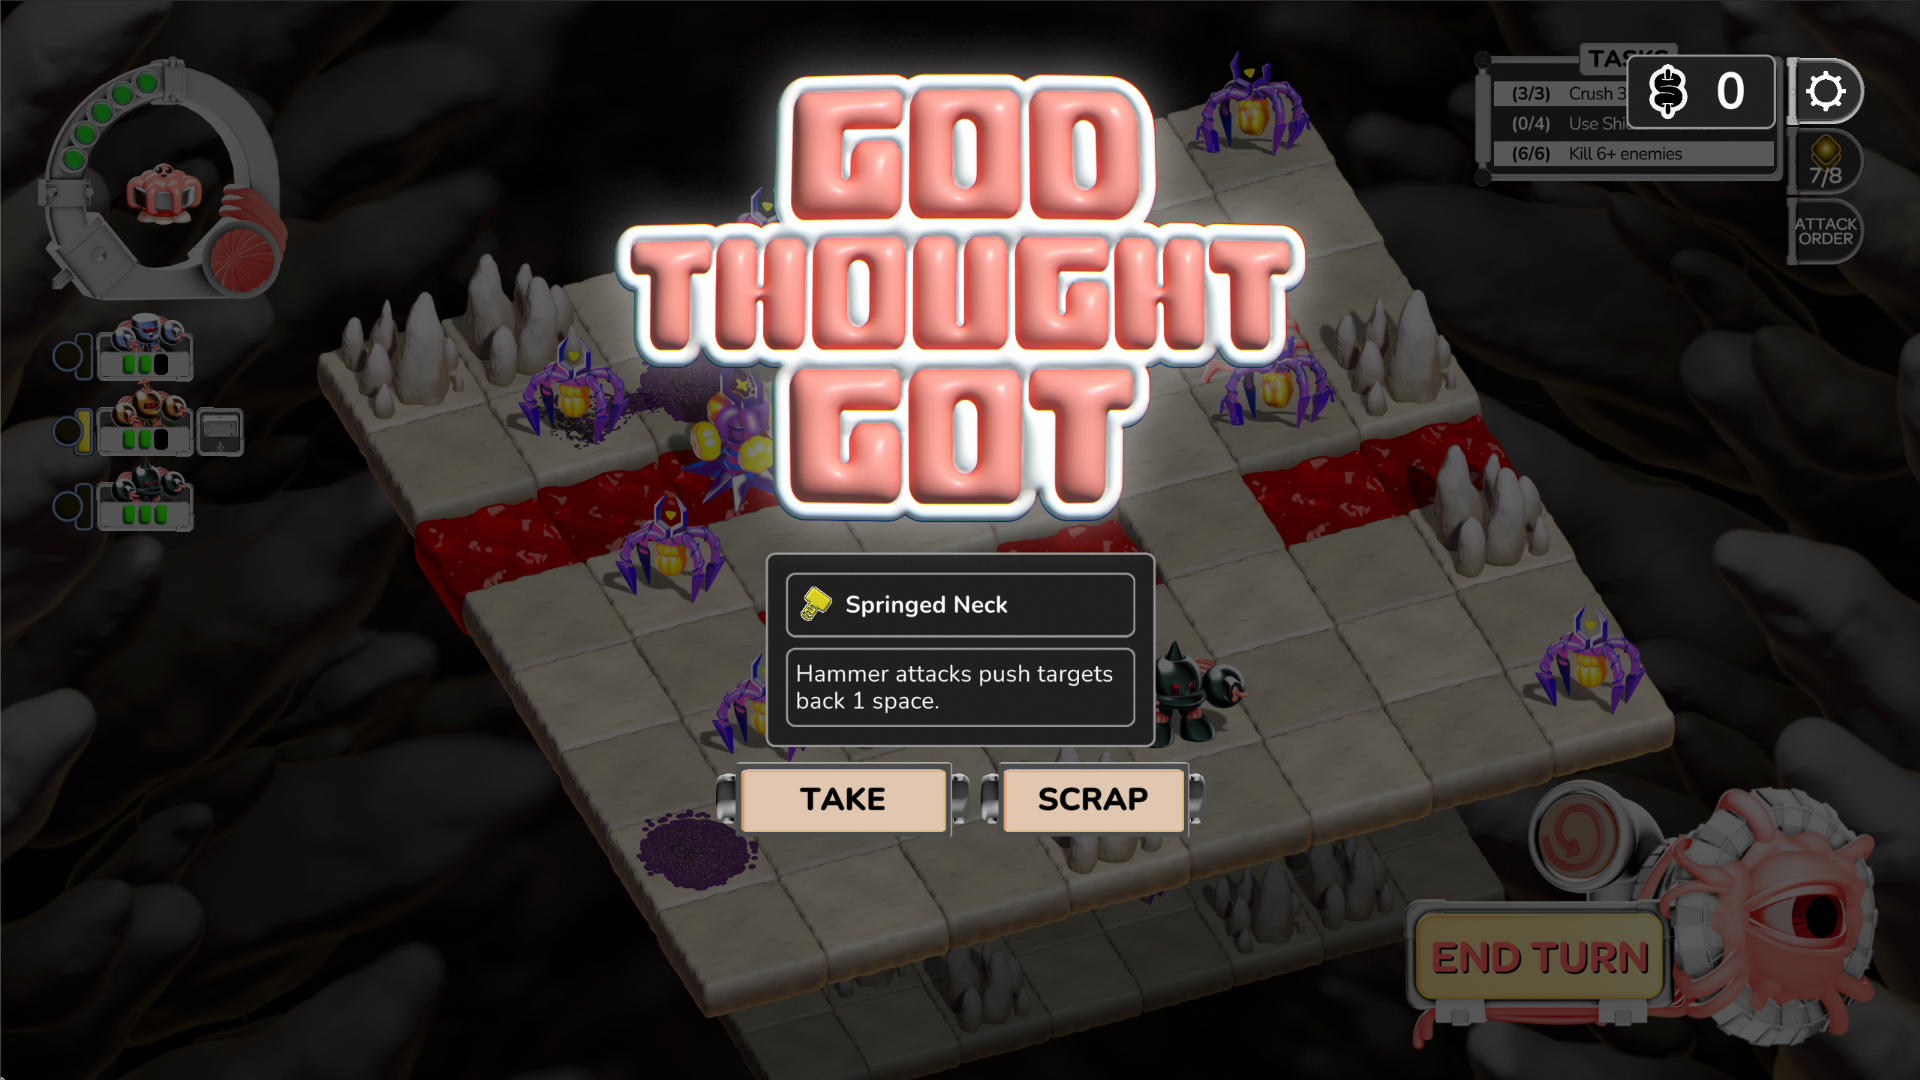 GOD
THOUGHT
GOT
TASKS
0
(3/3) Crush 3
(0/4) Use
(6/6) Kill 6+ enemies
7/8
ATTACK
ORDER
Springed Neck
Hammer attacks push targets
back 1 space.
TAKE
SCRAP
END TURN